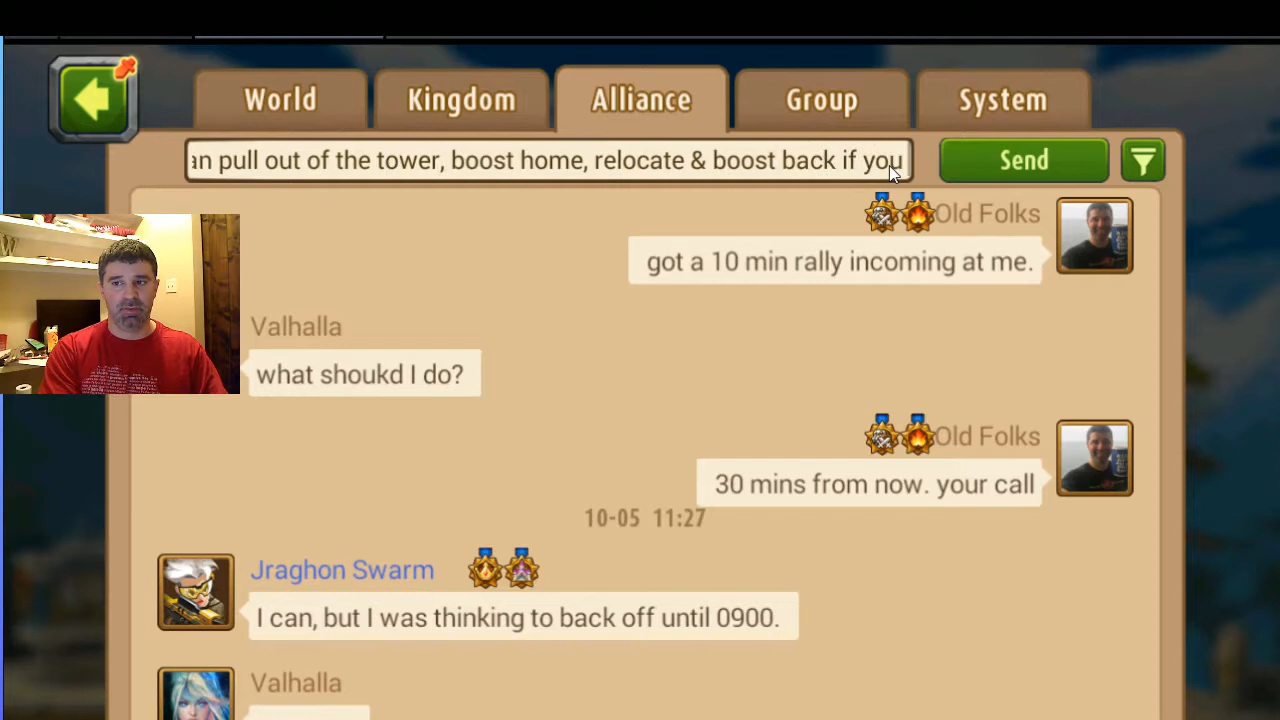 World
Kingdom
Alliance
Group
System
an pull out of the tower, boost home, relocate & boost back if you
Send
Old Folks
got a 10 min rally incoming at me.
Valhalla
what shoukd I do?
Old Folks
30 mins from now. your call
10-05 11:27
Jraghon Swarm
I can, but I was thinking to back off until 0900.
Valhalla